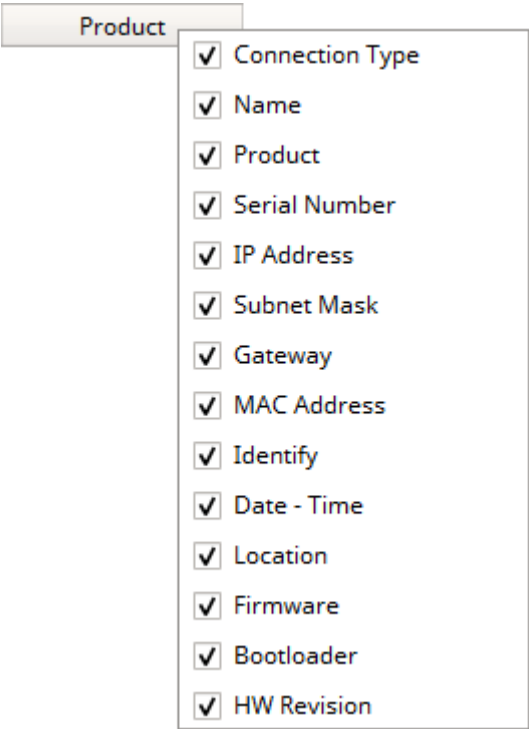 Product
Connection Type
Name
Product
Serial Number
IP Address
Subnet Mask
Gateway
MAC Address
Identify
Date - Time
Location
Firmware
Bootloader
HW Revision